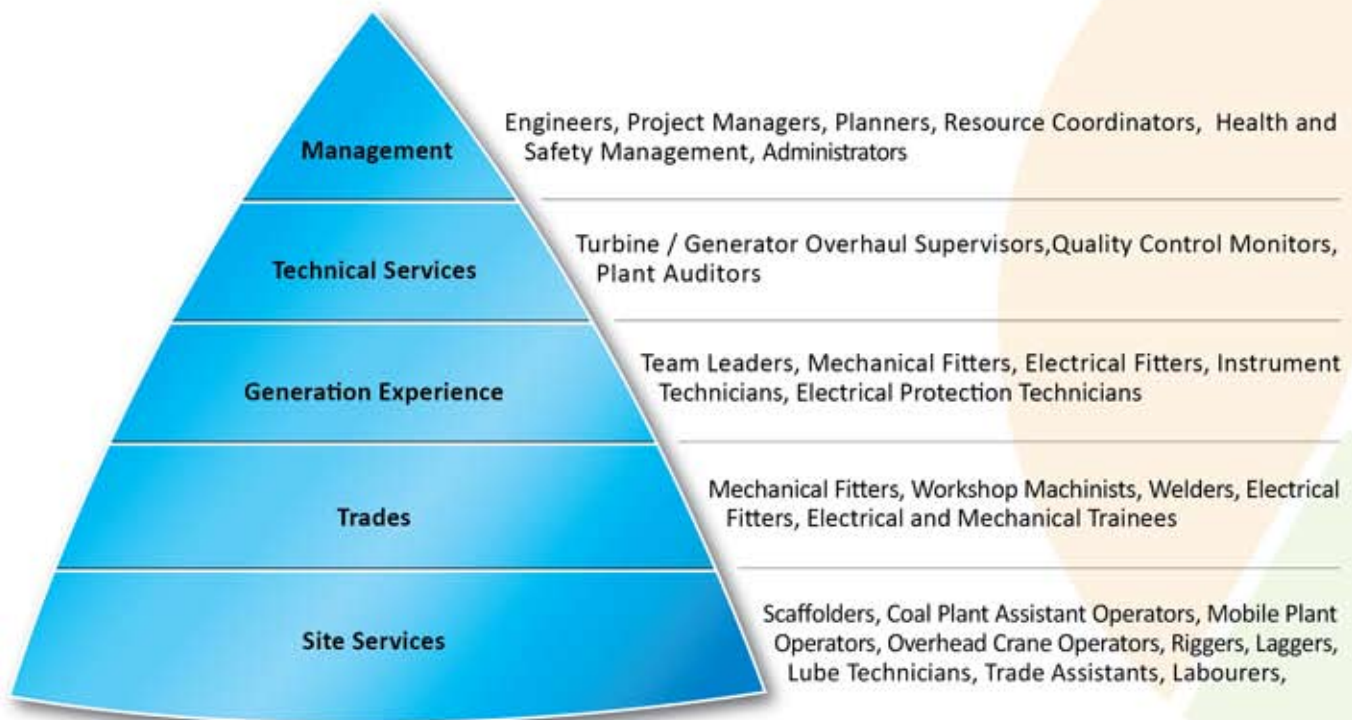 Management
Engineers, Project Managers, Planners, Resource Coordinators, Health and
Safety Management, Administrators
Technical Services
Turbine / Generator Overhaul Supervisors,Quality Control Monitors,
Plant Auditors
Generation Experience
Team Leaders, Mechanical Fitters, Electrical Fitters, Instrument
Technicians, Electrical Protection Technicians
Trades
Mechanical Fitters, Workshop Machinists, Welders, Electrical
Fitters, Electrical and Mechanical Trainees
Site Services
Scaffolders, Coal Plant Assistant Operators, Mobile Plant
Operators, Overhead Crane Operators, Riggers, Laggers,
Lube Technicians, Trade Assistants, Labourers,